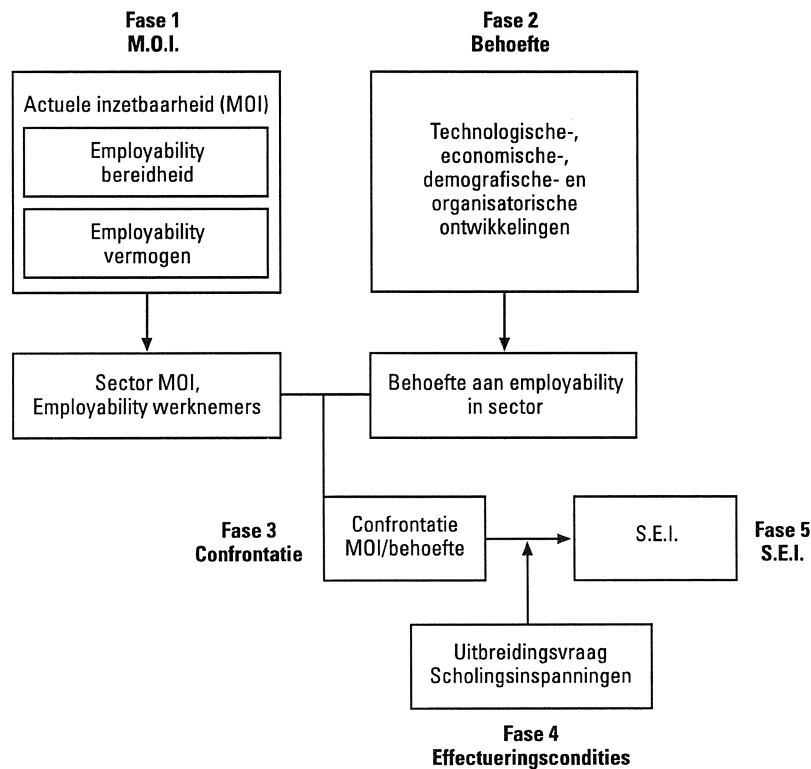 Fase 1
M.O.I.
Fase 2
Behoefte
Actuele inzetbaarheid (MOI)
Employability
bereidheid
Employability
vermogen
Technologische-,
economische-,
demografische- en
organisatorische
ontwikkelingen
Sector MOI,
Employability werknemers
Behoefte aan employability
in sector
Fase 3
Confrontatie
Confrontatie
MOI/behoefte
S.E.I.
Fase 5
S.E.I.
Uitbreidingsvraag
Scholingsinspanningen
Fase 4
Effectueringscondities